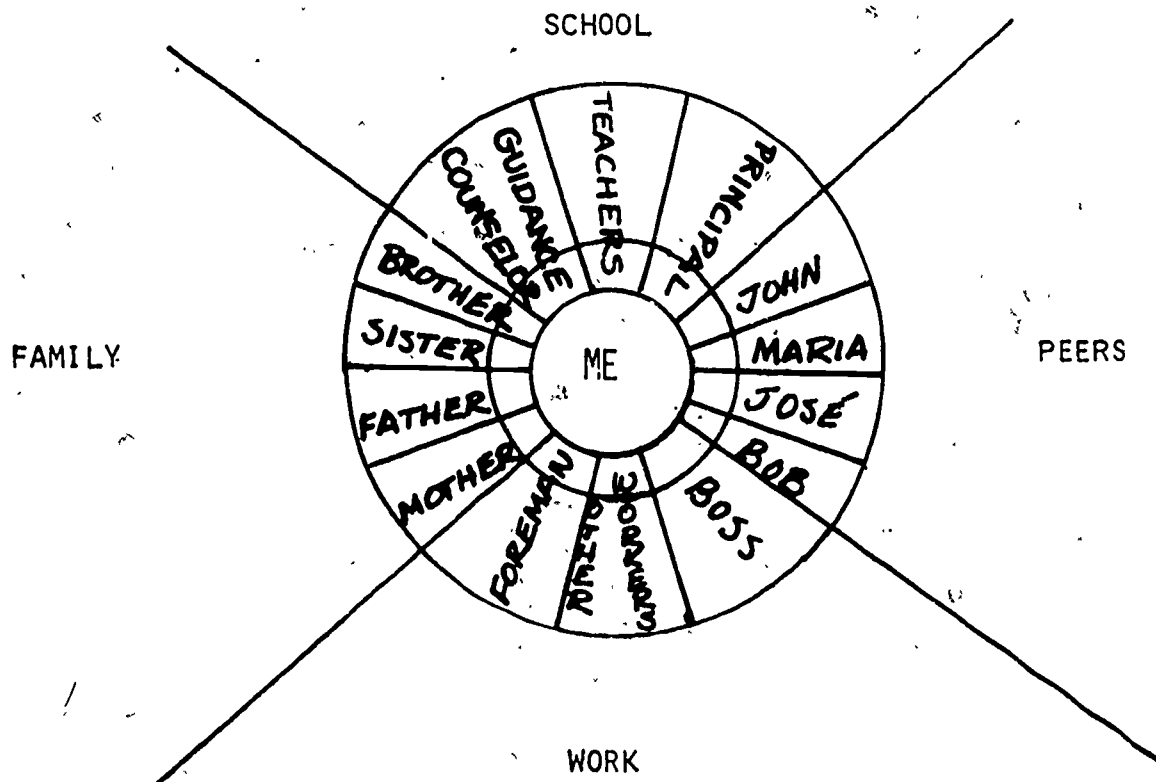 SCHOOL
GUIDANCE
COUNSELOR
TEACHERS
PRINCIPAL
BROTHER
SISTER
FATHER
MOTHER
FAMILY
ME
JOHN
MARIA
JOSÉ
BOB
PEERS
FOREMAN
OTHER
WORKERS
BOSS
WORK